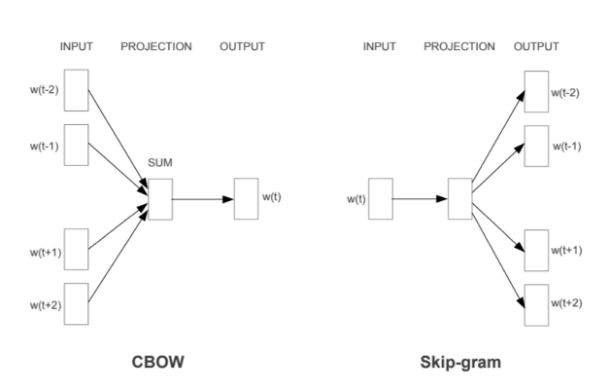 INPUT PROJECTION OUTPUT
w(t-2)
w(t-1)
SUM
w(t)
w(t+1)
w(t+2)
CBOW
INPUT PROJECTION OUTPUT
w(t-2)
w(t-1)
w(t)
w(t+1)
w(t+2)
Skip-gram